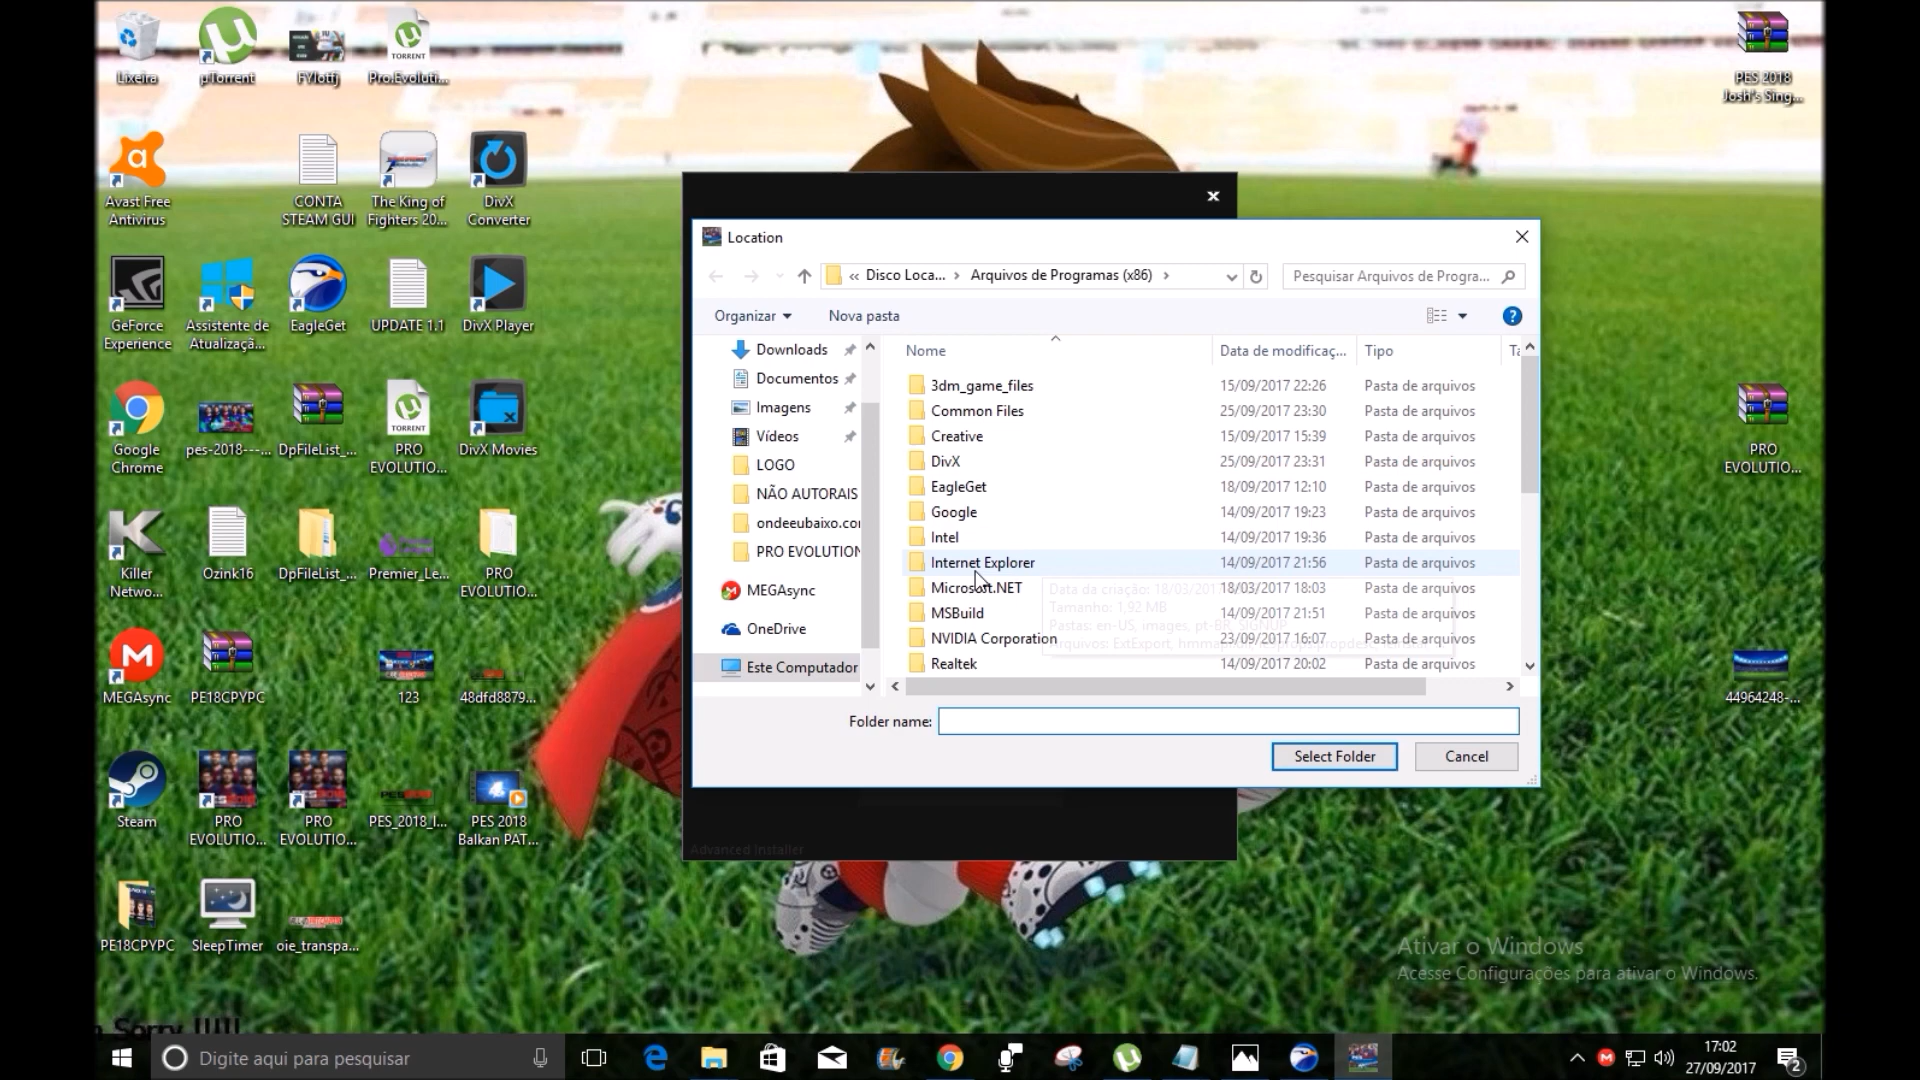 Lixeira
µTorrent
FVlotfj
Pro.Evoluti...
PES 2018
Josh's Sing...
TORRENT
Avast Free
Antivirus
CONTA
STEAM GUI
The King of
Fighters 20...
DivX
Converter
GeForce
Experience
Assistente de
Atualizaçã...
EagleGet
UPDATE 1.1
DivX Player
Google
Chrome
pes-2018---...
DpFileList_...
TORRENT
PRO
EVOLUTIO...
DivX Movies
PRO
EVOLUTIO...
Killer
Netwo...
Ozink16
DpFileList_...
Premier_Le...
PRO
EVOLUTIO...
MEGAsync
PE18CPYPC
123
48dfd8879...
44964248-...
Steam
PRO
EVOLUTIO...
PRO
EVOLUTIO...
PES_2018_I...
PES 2018
Balkan PAT...
PE18CPYPC
SleepTimer
oie_transpa...
Location
« Disco Loca... › Arquivos de Programas (x86) ›
Pesquisar Arquivos de Progra...
Organizar
Nova pasta
Downloads
Documentos
Imagens
Vídeos
LOGO
NÃO AUTORAIS
ondeeubaixo.co
PRO EVOLUTION
MEGAsync
OneDrive
Este Computador
Nome Data de modificaç... Tipo Ta
3dm_game_files 15/09/2017 22:26 Pasta de arquivos
Common Files 25/09/2017 23:30 Pasta de arquivos
Creative 15/09/2017 15:39 Pasta de arquivos
DivX 25/09/2017 23:31 Pasta de arquivos
EagleGet 18/09/2017 12:10 Pasta de arquivos
Google 14/09/2017 19:23 Pasta de arquivos
Intel 14/09/2017 19:36 Pasta de arquivos
Internet Explorer 14/09/2017 21:56 Pasta de arquivos
Microsoft.NET 18/03/2017 18:03 Pasta de arquivos
MSBuild 14/09/2017 21:51 Pasta de arquivos
NVIDIA Corporation 23/09/2017 16:07 Pasta de arquivos
Realtek 14/09/2017 20:02 Pasta de arquivos
Data da criação: 18/03/201
Tamanho: 1,92 MB
Pastas: en-US, images, pt-BR, SIGNUP
Arquivos: ExtExport,
Folder name:
Select Folder
Cancel
Advanced Installer
Ativar o Windows
Acesse Configurações para ativar o Windows.
Sorry !!!!!
Digite aqui para pesquisar
17:02
27/09/2017
2